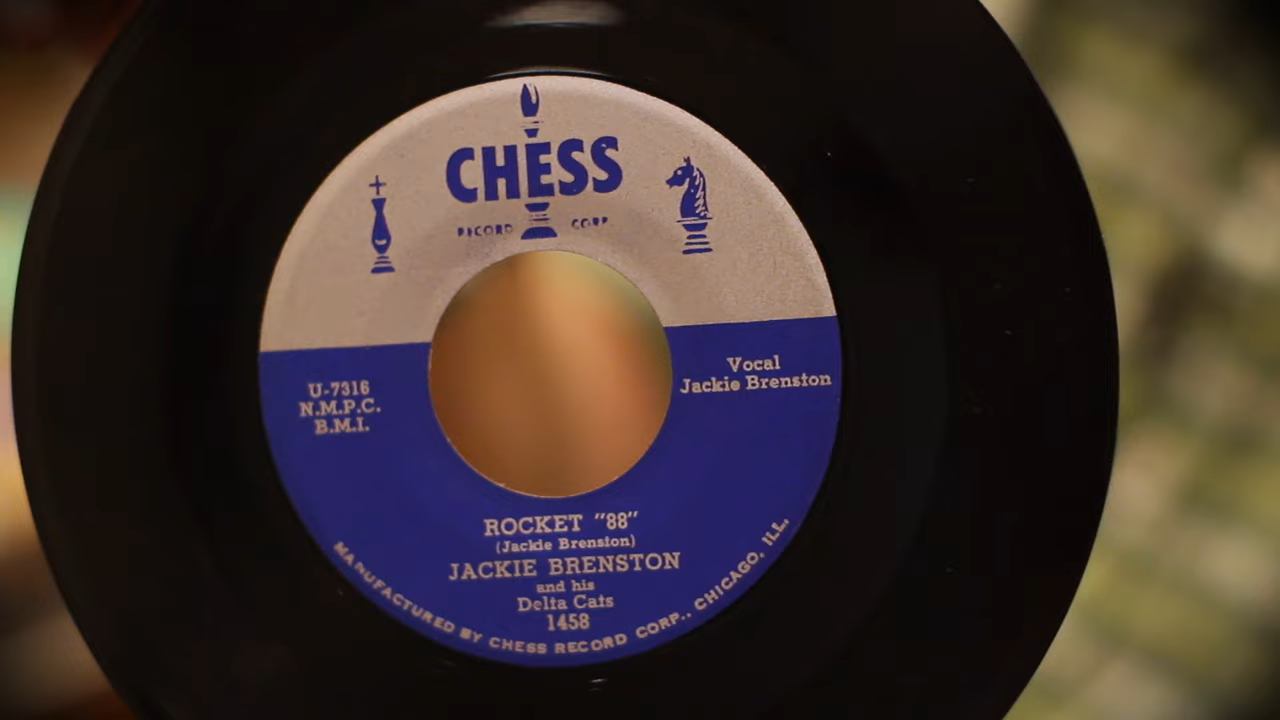 CHESS
RECORD CORP
Vocal
Jackie Brenston
U-7316
N.M.P.C.
B.M.I.
ROCKET "88"
(Jackie Brenston)
JACKIE BRENSTON
and his
Delta Cats
1458
MANUFACTURED BY CHESS RECORD CORP., CHICAGO, ILL.